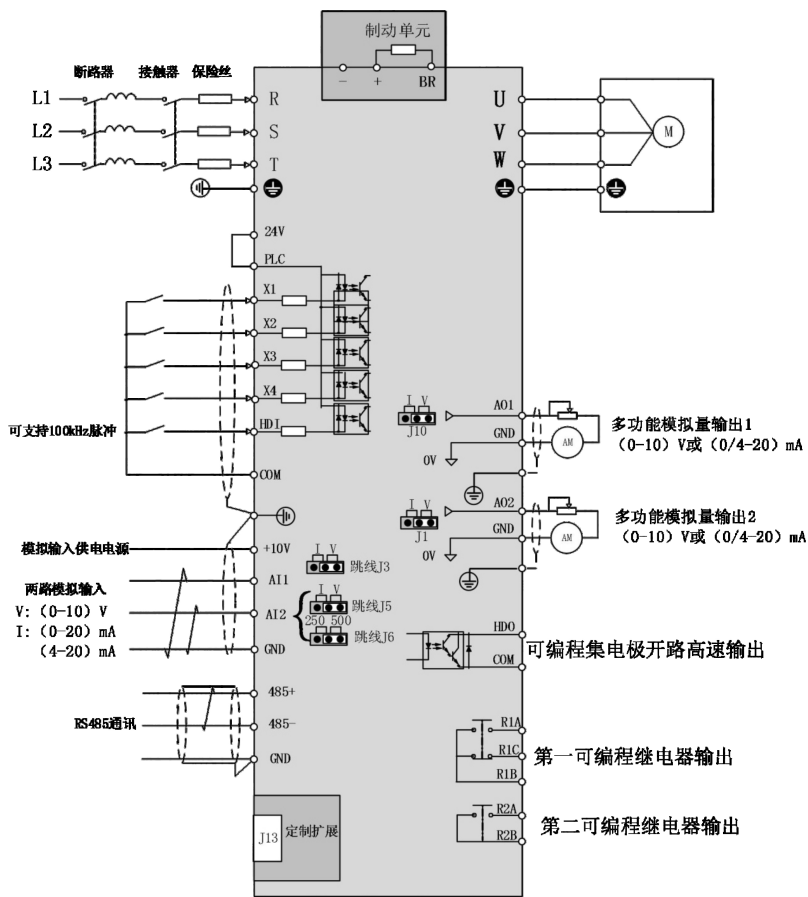 制动单元
- + BR
断路器 接触器 保险丝
L1
L2
L3
R
S
T
U
V
W
M
24V
PLC
X1
X2
X3
X4
HDI
可支持100kHz脉冲
COM
I V
J10
AO1
GND
0V
AM
多功能模拟量输出1
(0-10) V或 (0/4-20) mA
I V
J1
AO2
GND
0V
AM
多功能模拟量输出2
(0-10) V或 (0/4-20) mA
模拟输入供电电源
+10V
I V
跳线J3
两路模拟输入
V: (0-10) V
I: (0-20) mA
(4-20) mA
AI1
AI2
GND
I V
跳线J5
250 500
跳线J6
HDO
COM
可编程集电极开路高速输出
RS485通讯
485+
485-
GND
R1A
R1C
R1B
第一可编程继电器输出
R2A
R2B
第二可编程继电器输出
J13
定制扩展